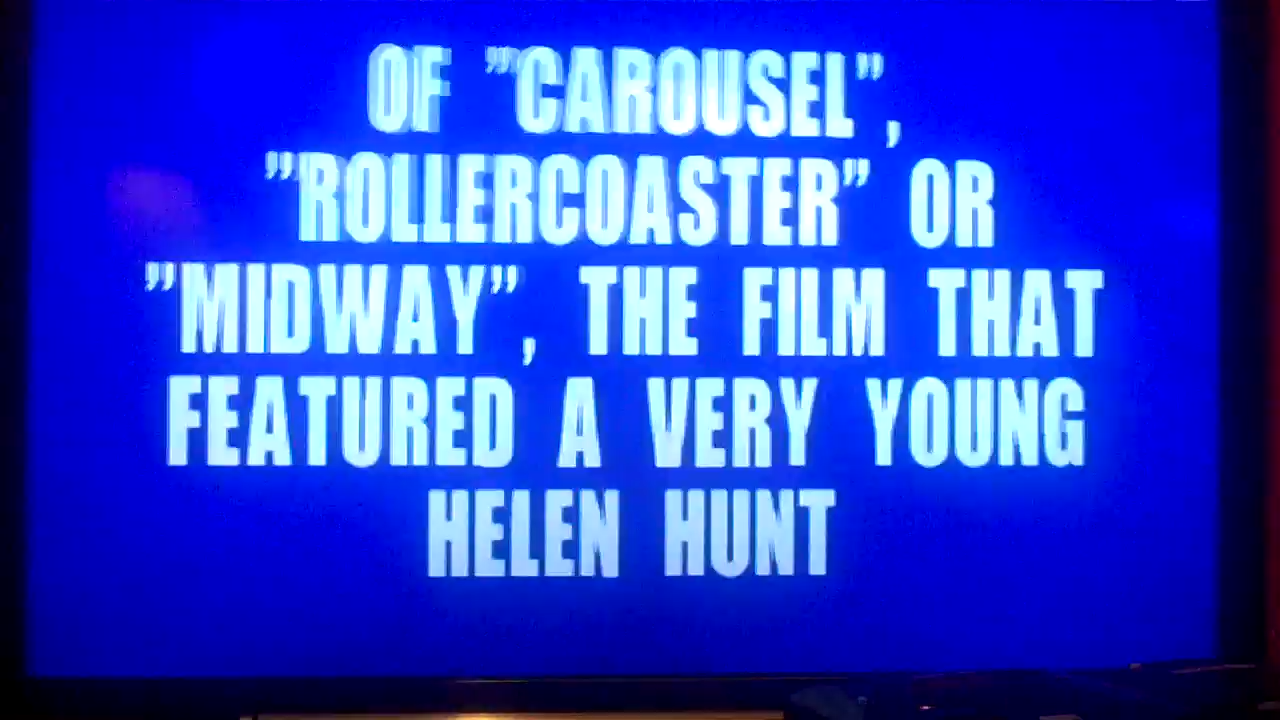 OF "CAROUSEL",
"ROLLERCOASTER" OR
"MIDWAY", THE FILM THAT
FEATURED A VERY YOUNG
HELEN HUNT